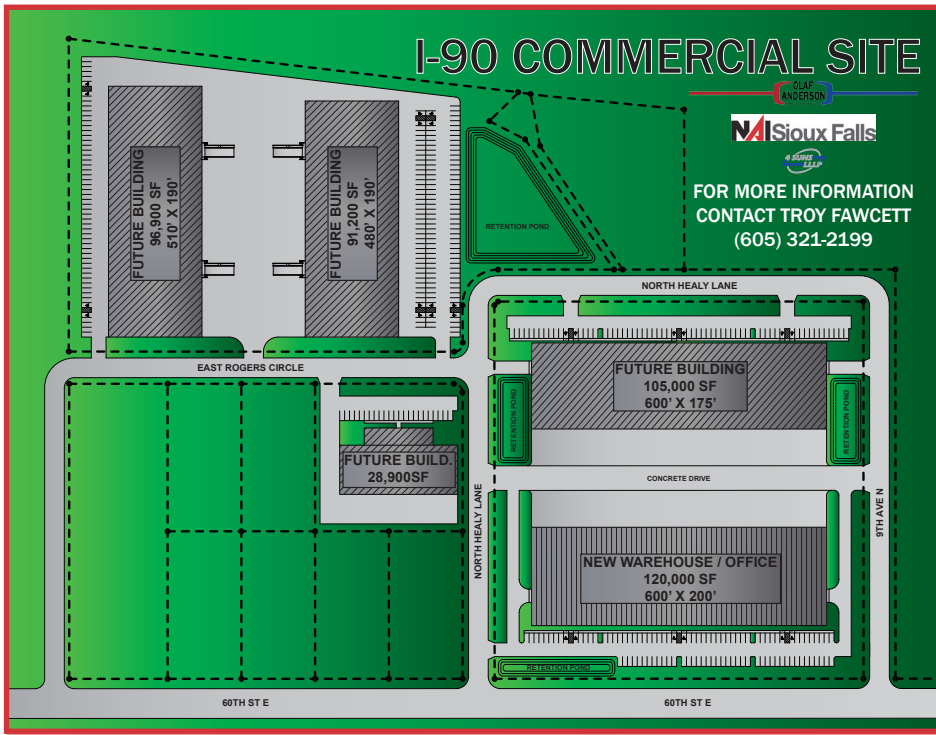 I-90 COMMERCIAL SITE
OLAF
ANDERSON
NAI Sioux Falls
4 SUNS
LLLP
FOR MORE INFORMATION
CONTACT TROY FAWCETT
(605) 321-2199
FUTURE BUILDING
96,900 SF
510' X 190'
FUTURE BUILDING
91,200 SF
480' X 190'
RETENTION POND
NORTH HEALY LANE
EAST ROGERS CIRCLE
FUTURE BUILDING
105,000 SF
600' X 175'
RETENTION POND
RETENTION POND
FUTURE BUILD.
28,900SF
CONCRETE DRIVE
NORTH HEALY LANE
9TH AVE N
NEW WAREHOUSE / OFFICE
120,000 SF
600' X 200'
RETENTION POND
60TH ST E
60TH ST E